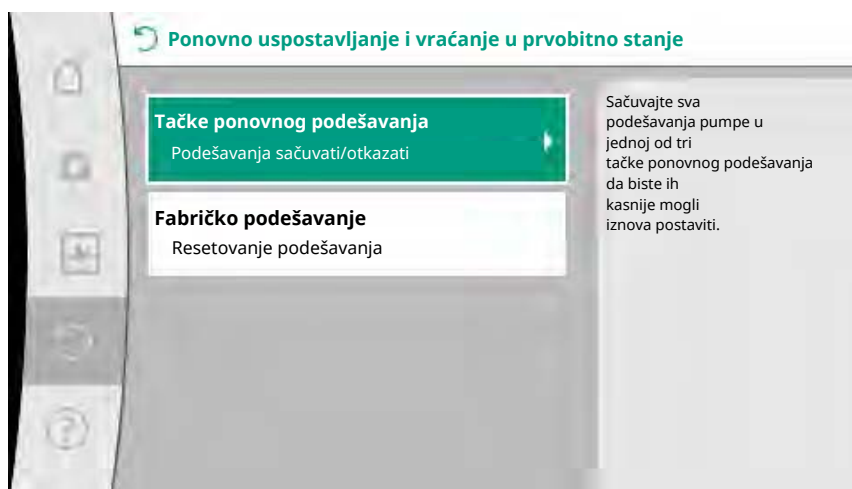 Ponovno uspostavljanje i vraćanje u prvobitno stanje
Tačke ponovnog podešavanja
Podešavanja sačuvati/otkazati
Fabričko podešavanje
Resetovanje podešavanja
Sačuvajte sva
podešavanja pumpe u
jednoj od tri
tačke ponovnog podešavanja
da biste ih
kasnije mogli
iznova postaviti.